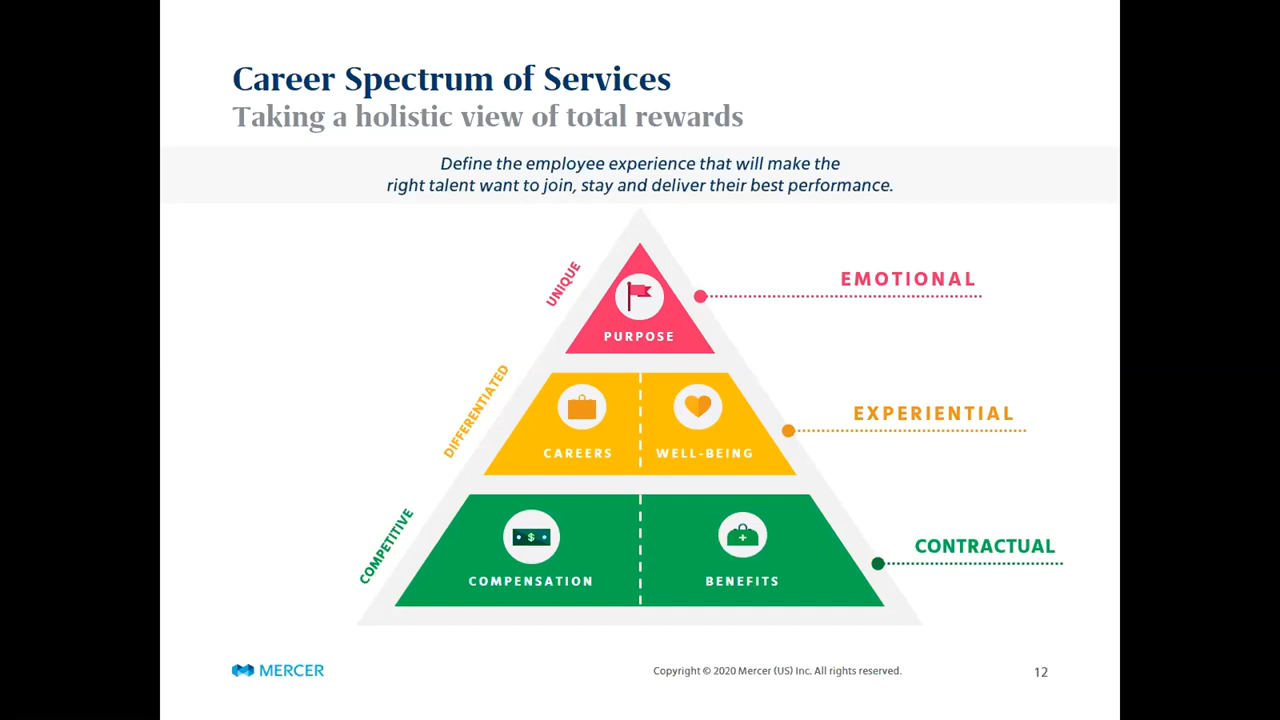 Career Spectrum of Services
Taking a holistic view of total rewards
Define the employee experience that will make the
right talent want to join, stay and deliver their best performance.
UNIQUE
EMOTIONAL
PURPOSE
DIFFERENTIATED
EXPERIENTIAL
CAREERS
WELL-BEING
COMPETITIVE
$
CONTRACTUAL
COMPENSATION
BENEFITS
MERCER
Copyright © 2020 Mercer (US) Inc. All rights reserved.
12